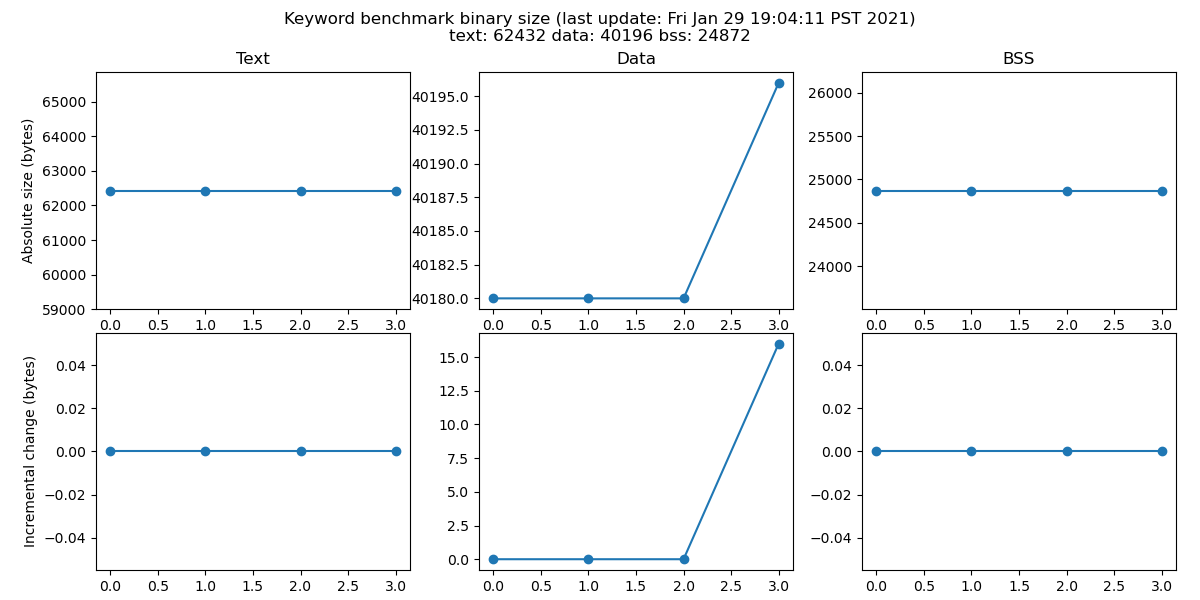 Keyword benchmark binary size (last update: Fri Jan 29 19:04:11 PST 2021)
text: 62432 data: 40196 bss: 24872
Text
Data
BSS
Absolute size (bytes)
65000
64000
63000
62000
61000
60000
59000
0.0 0.5 1.0 1.5 2.0 2.5 3.0
40195.0
40192.5
40190.0
40187.5
40185.0
40182.5
40180.0
0.0 0.5 1.0 1.5 2.0 2.5 3.0
26000
25500
25000
24500
24000
0.0 0.5 1.0 1.5 2.0 2.5 3.0
Incremental change (bytes)
0.04
0.02
0.00
−0.02
−0.04
0.0 0.5 1.0 1.5 2.0 2.5 3.0
15.0
12.5
10.0
7.5
5.0
2.5
0.0
0.0 0.5 1.0 1.5 2.0 2.5 3.0
0.04
0.02
0.00
−0.02
−0.04
0.0 0.5 1.0 1.5 2.0 2.5 3.0